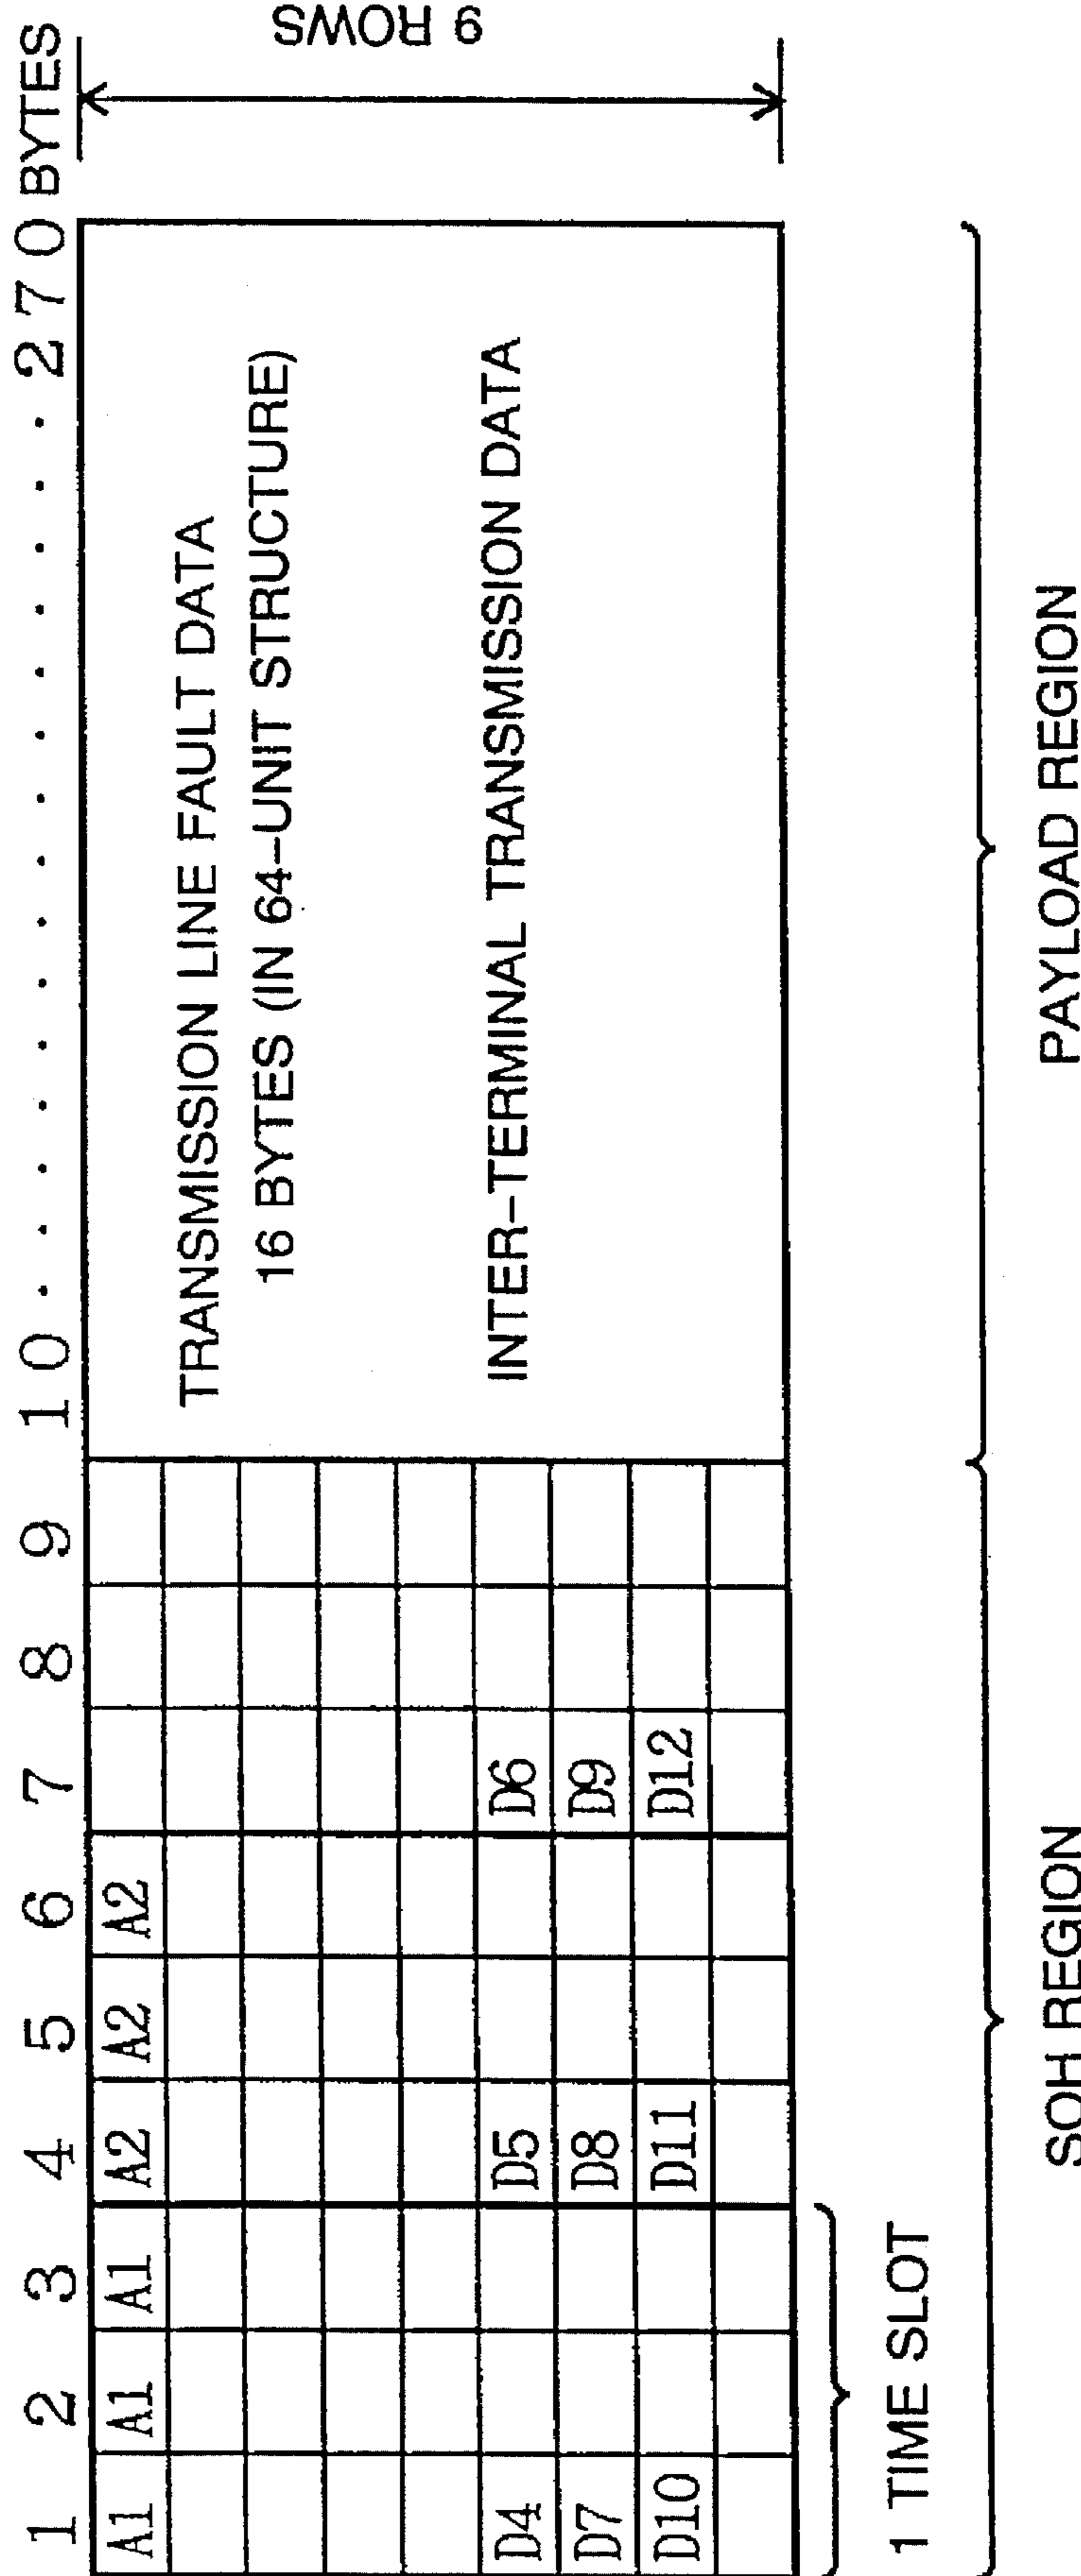 1 2 3 4 5 6 7 8 9 10 . . . . . . . . . . . . . . . 270 BYTES
A1 A1 A1 A2 A2 A2
TRANSMISSION LINE FAULT DATA
16 BYTES (IN 64-UNIT STRUCTURE)
D4 D5 D6
INTER-TERMINAL TRANSMISSION DATA
D7 D8 D9
D10 D11 D12
9 ROWS
1 TIME SLOT
SOH REGION
PAYLOAD REGION